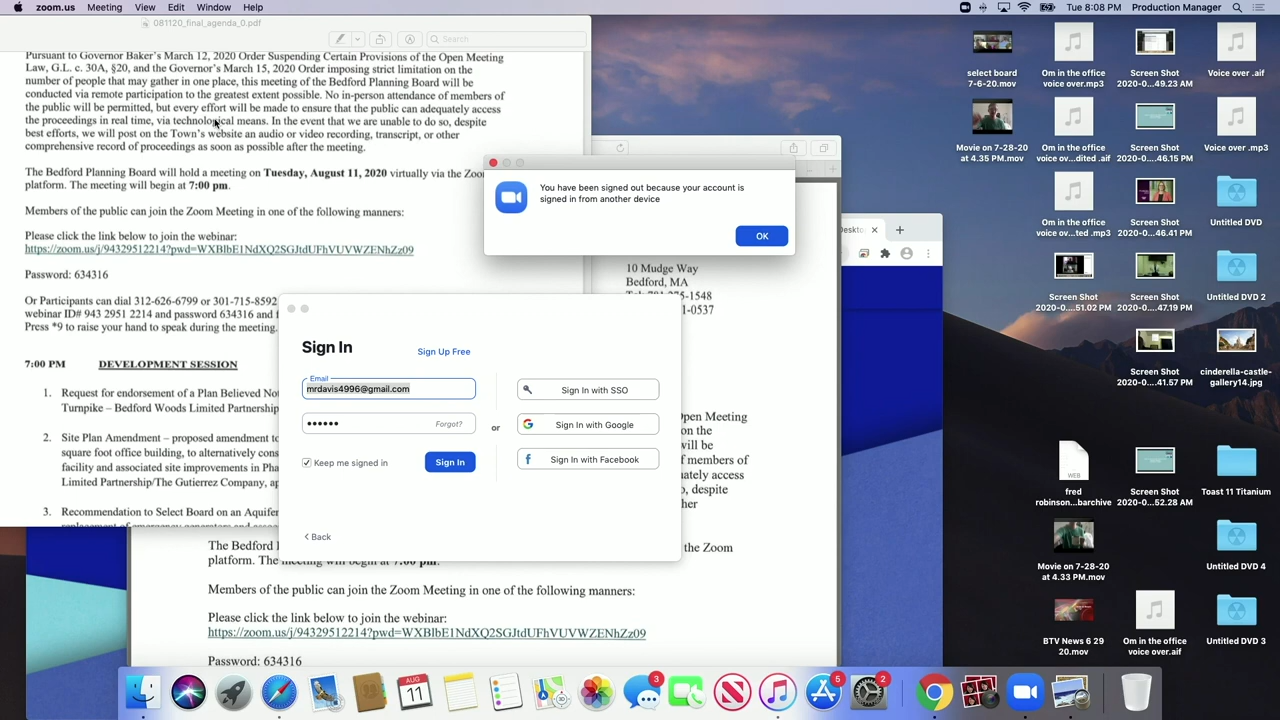 zoom.us Meeting View Edit Window Help
Tue 8:08 PM Production Manager
081120_final_agenda_0.pdf
Search
Pursuant to Governor Baker's March 12, 2020 Order Suspending Certain Provisions of the Open Meeting
Law, G.L. c. 30A, §20, and the Governor's March 15, 2020 Order imposing strict limitation on the
number of people that may gather in one place, this meeting of the Bedford Planning Board will be
conducted via remote participation to the greatest extent possible. No in-person attendance of members of
the public will be permitted, but every effort will be made to ensure that the public can adequately access
the proceedings in real time, via technological means. In the event that we are unable to do so, despite
best efforts, we will post on the Town's website an audio or video recording, transcript, or other
comprehensive record of proceedings as soon as possible after the meeting.
The Bedford Planning Board will hold a meeting on Tuesday, August 11, 2020 virtually via the Zoo
platform. The meeting will begin at 7:00 pm.
Members of the public can join the Zoom Meeting in one of the following manners:
Please click the link below to join the webinar:
https://zoom.us/j/94329512214?pwd=WXBlbE1NdXQ2SGJtdUFhVUVWZENhZz09
Password: 634316
Or Participants can dial 312-626-6799 or 301-715-8592
webinar ID# 943 2951 2214 and password 634316 and f
Press *9 to raise your hand to speak during the meeting.
7:00 PM DEVELOPMENT SESSION
1. Request for endorsement of a Plan Believed Not
Turnpike – Bedford Woods Limited Partnership
2. Site Plan Amendment – proposed amendment to
square foot office building, to alternatively cons
facility and associated site improvements in Pha
Limited Partnership/The Gutierrez Company, ap
3. Recommendation to Select Board on an Aquifer
You have been signed out because your account is
signed in from another device
OK
Deskto
10 Mudge Way
Bedford, MA
-1548
1-0537
Open Meeting
on the
will be
members of
ately access
o, despite
her
Sign In
Sign Up Free
Email
mrdavis4996@gmail.com
Forgot?
Keep me signed in
Sign In
or
Sign In with SSO
Sign In with Google
Sign In with Facebook
Back
The Bedford
the Zoom
platform. The meeting will begin at 7:00 pm.
Members of the public can join the Zoom Meeting in one of the following manners:
Please click the link below to join the webinar:
https://zoom.us/j/94329512214?pwd=WXBlbE1NdXQ2SGJtdUFhVUVWZENhZz09
Password: 634316
select board
7-6-20.mov
Om in the office
voice over.mp3
Screen Shot
2020-0...49.23 AM
Voice over .aif
Movie on 7-28-20
at 4.35 PM.mov
Om in the office
voice ov...dited .aif
Screen Shot
2020-0...46.15 PM
Voice over .mp3
Om in the office
voice ov...ted .mp3
Screen Shot
2020-0...46.41 PM
Untitled DVD
Screen Shot
2020-0....51.02 PM
Screen Shot
2020-0...47.19 PM
Untitled DVD 2
Screen Shot
2020-0...41.57 PM
cinderella-castle-
gallery14.jpg
WEB
fred
robinson...barchive
Screen Shot
2020-0...52.28 AM
Toast 11 Titanium
Movie on 7-28-20
at 4.33 PM.mov
Untitled DVD 4
BTV News 6 29
20.mov
Om in the office
voice over.aif
Untitled DVD 3
AUG
11
3
5
2